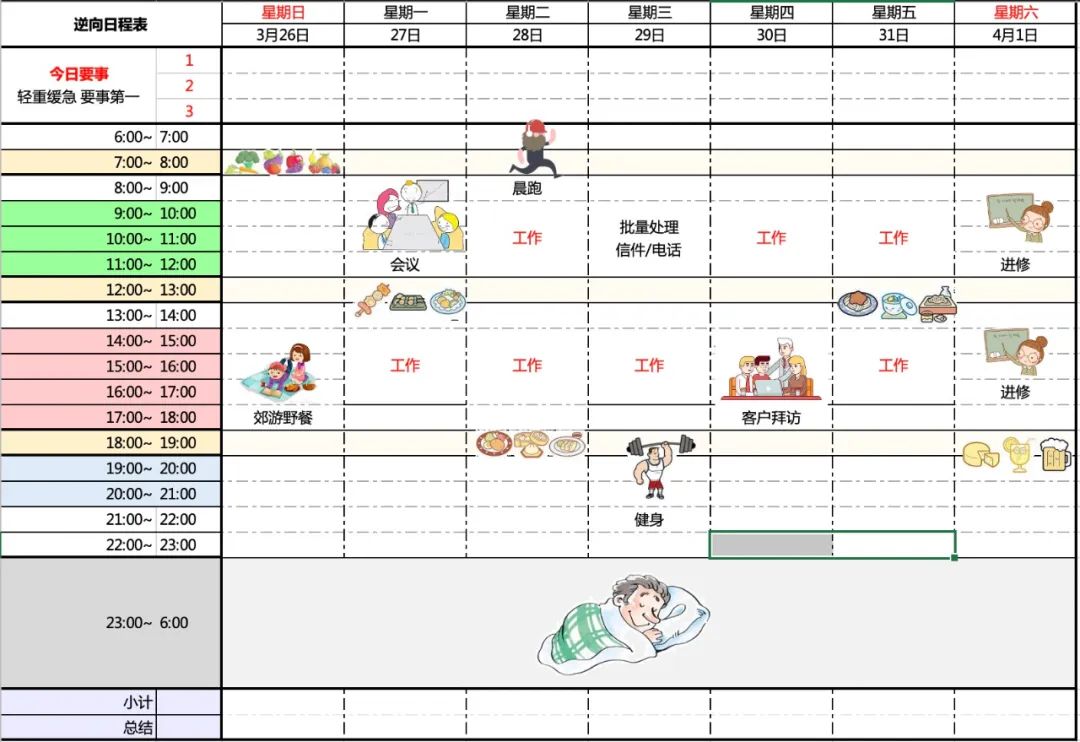 逆向日程表
星期日 星期一 星期二 星期三 星期四 星期五 星期六
3月26日 27日 28日 29日 30日 31日 4月1日
今日要事
轻重缓急 要事第一
1
2
3
6:00~ 7:00
7:00~ 8:00
8:00~ 9:00 晨跑
9:00~ 10:00
批量处理
10:00~ 11:00 工作 工作 工作
信件/电话
11:00~ 12:00 会议 进修
12:00~ 13:00
13:00~ 14:00
14:00~ 15:00
15:00~ 16:00 工作 工作 工作 工作
16:00~ 17:00 进修
17:00~ 18:00 郊游野餐 客户拜访
18:00~ 19:00
19:00~ 20:00
20:00~ 21:00
21:00~ 22:00 健身
22:00~ 23:00
23:00~ 6:00
小计
总结